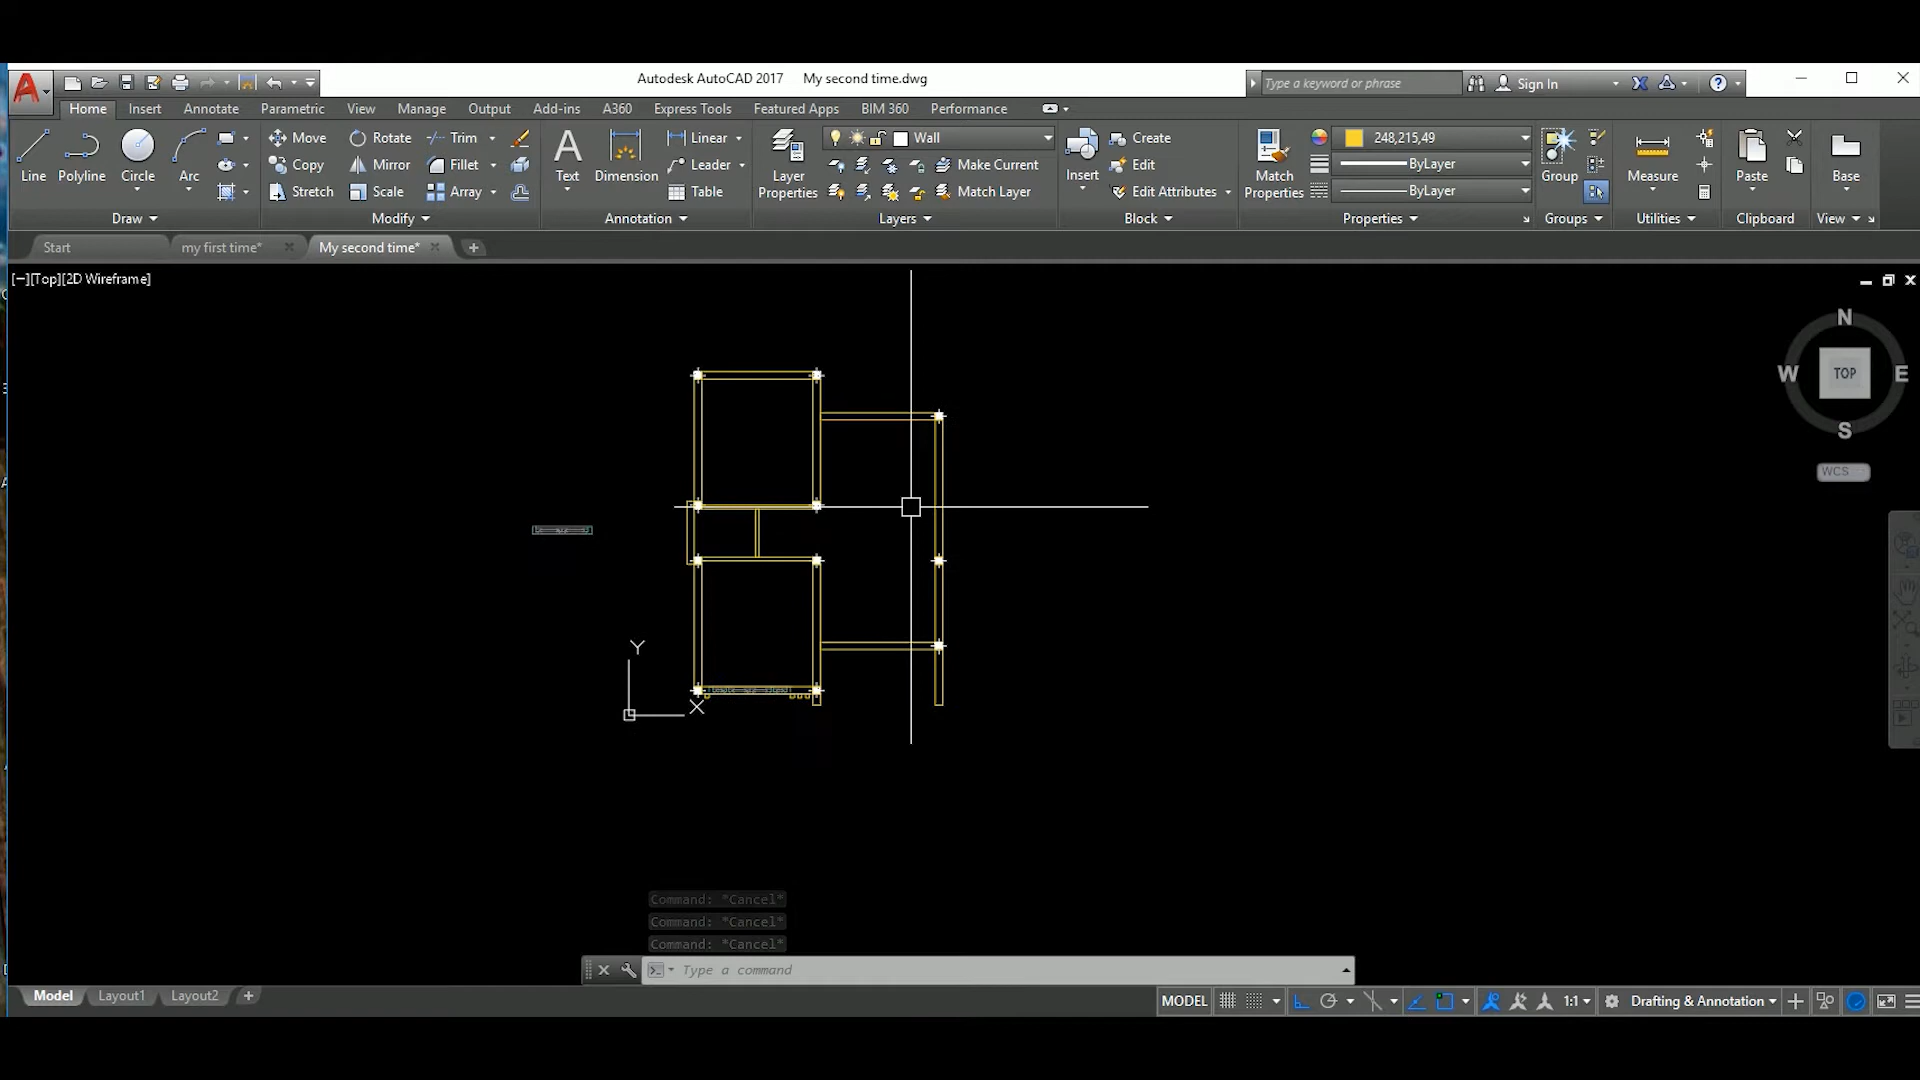 Autodesk AutoCAD 2017 My second time.dwg
Type a keyword or phrase
Sign In
Home Insert Annotate Parametric View Manage Output Add-ins A360 Express Tools Featured Apps BIM 360 Performance
Line Polyline Circle Arc
Move Rotate Trim
Copy Mirror Fillet
Stretch Scale Array
Text Dimension
Linear
Leader
Table
Layer Properties
Wall
Make Current
Match Layer
Insert
Create
Edit
Edit Attributes
Match Properties
248,215,49
ByLayer
ByLayer
Group Measure Paste Base
Draw Modify Annotation Layers Block Properties Groups Utilities Clipboard View
Start my first time* My second time*
[−][Top][2D Wireframe]
N
W TOP E
S
WCS
Y
X
Command: *Cancel*
Command: *Cancel*
Command: *Cancel*
Type a command
Model Layout1 Layout2
MODEL 1:1 Drafting & Annotation